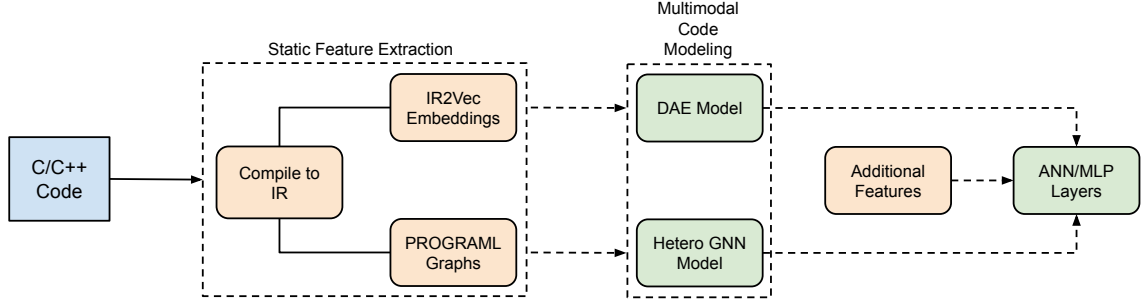 Multimodal
Code
Modeling
Static Feature Extraction
IR2Vec
Embeddings
DAE Model
C/C++
Code
Compile to
IR
Additional
Features
ANN/MLP
Layers
PROGRAML
Graphs
Hetero GNN
Model